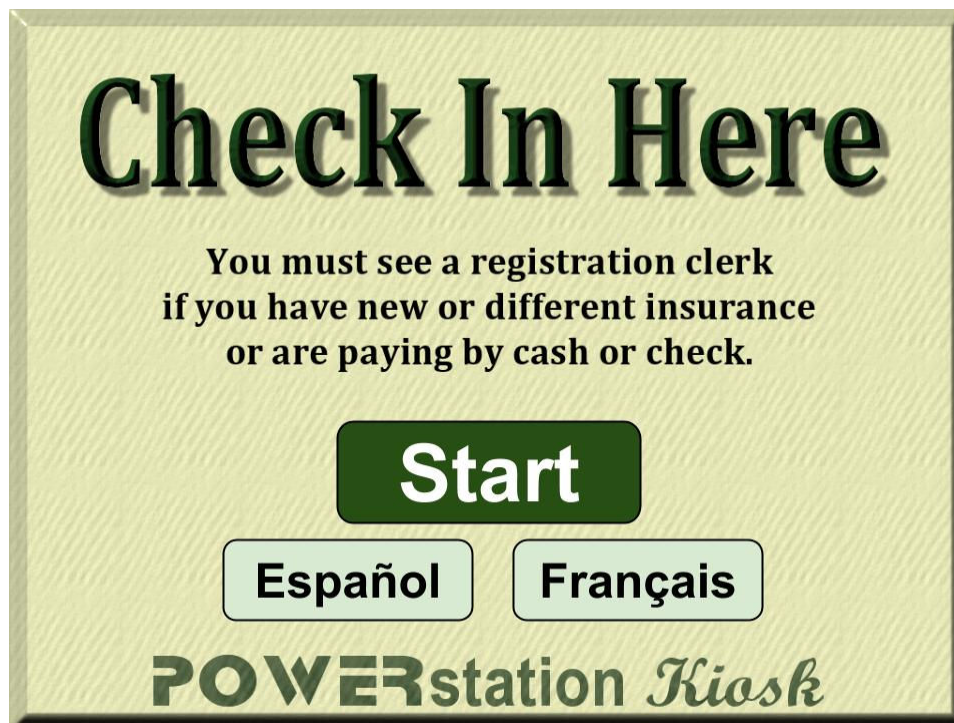 Check In Here
You must see a registration clerk
if you have new or different insurance
or are paying by cash or check.
Start
Español Français
POWERstation Kiosk